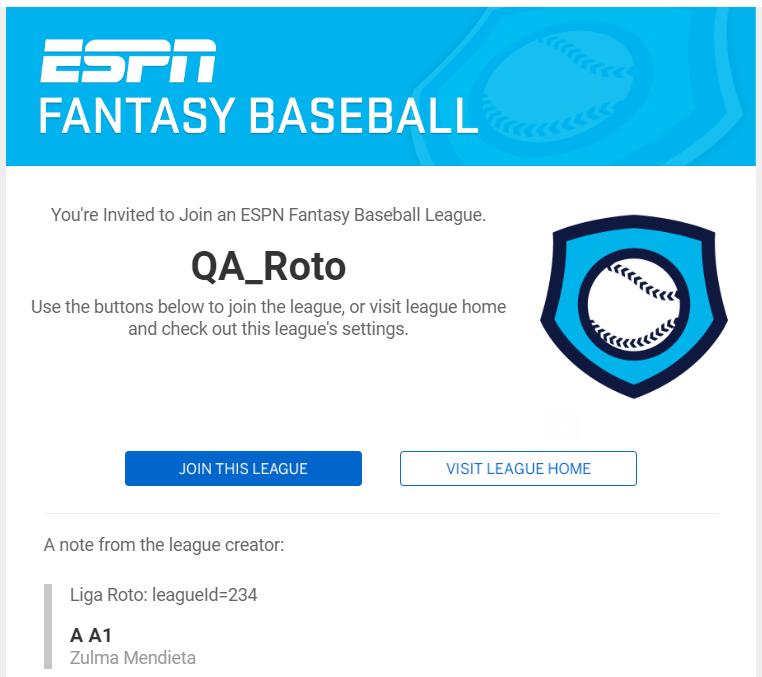 ESPN
FANTASY BASEBALL
You're Invited to Join an ESPN Fantasy Baseball League.
QA_Roto
Use the buttons below to join the league, or visit league home
and check out this league's settings.
JOIN THIS LEAGUE
VISIT LEAGUE HOME
A note from the league creator:
Liga Roto: leagueId=234
A A1
Zulma Mendieta